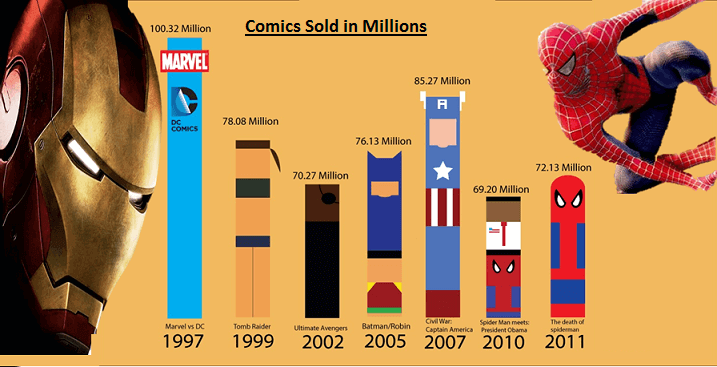 Comics Sold in Millions
100.32 Million
MARVEL
DC
COMICS
78.08 Million
70.27 Million
76.13 Million
85.27 Million
A
69.20 Million
72.13 Million
Marvel vs DC
1997
Tomb Raider
1999
Ultimate Avengers
2002
Batman/Robin
2005
Civil War:
Captain America
2007
Spider Man meets:
President Obama
2010
The death of
spiderman
2011